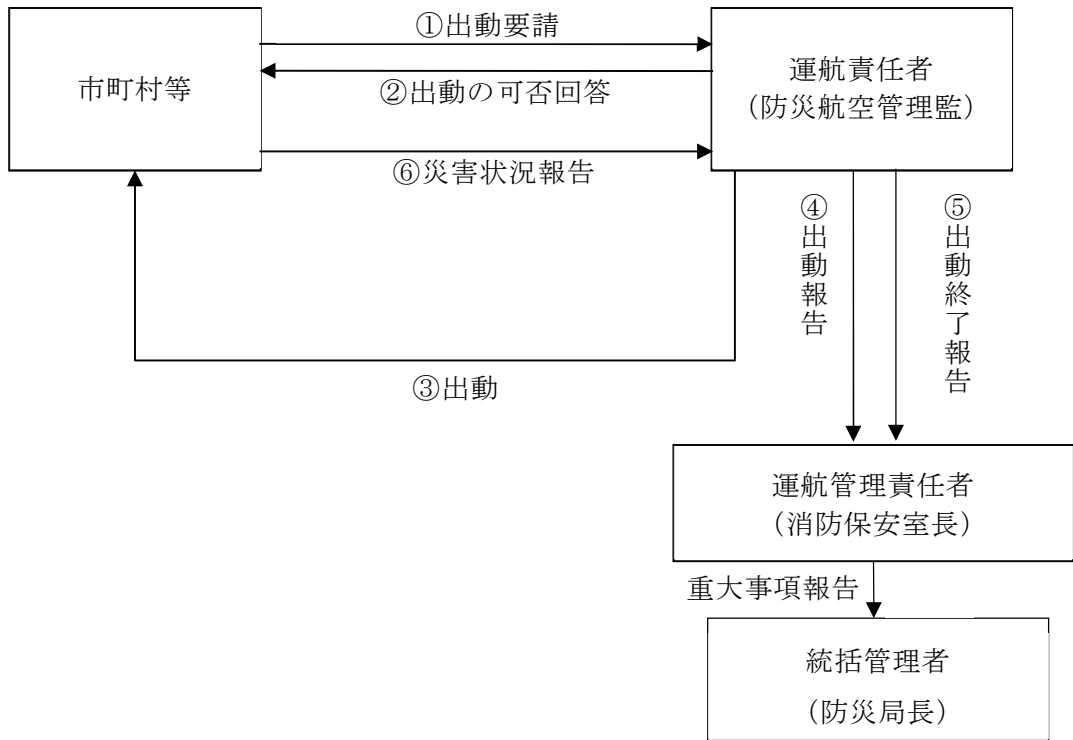 ①出動要請
市町村等
②出動の可否回答
運航責任者
（防災航空管理監）
⑥災害状況報告
④出動報告
⑤出動終了報告
③出動
運航管理責任者
（消防保安室長）
重大事項報告
統括管理者
（防災局長）